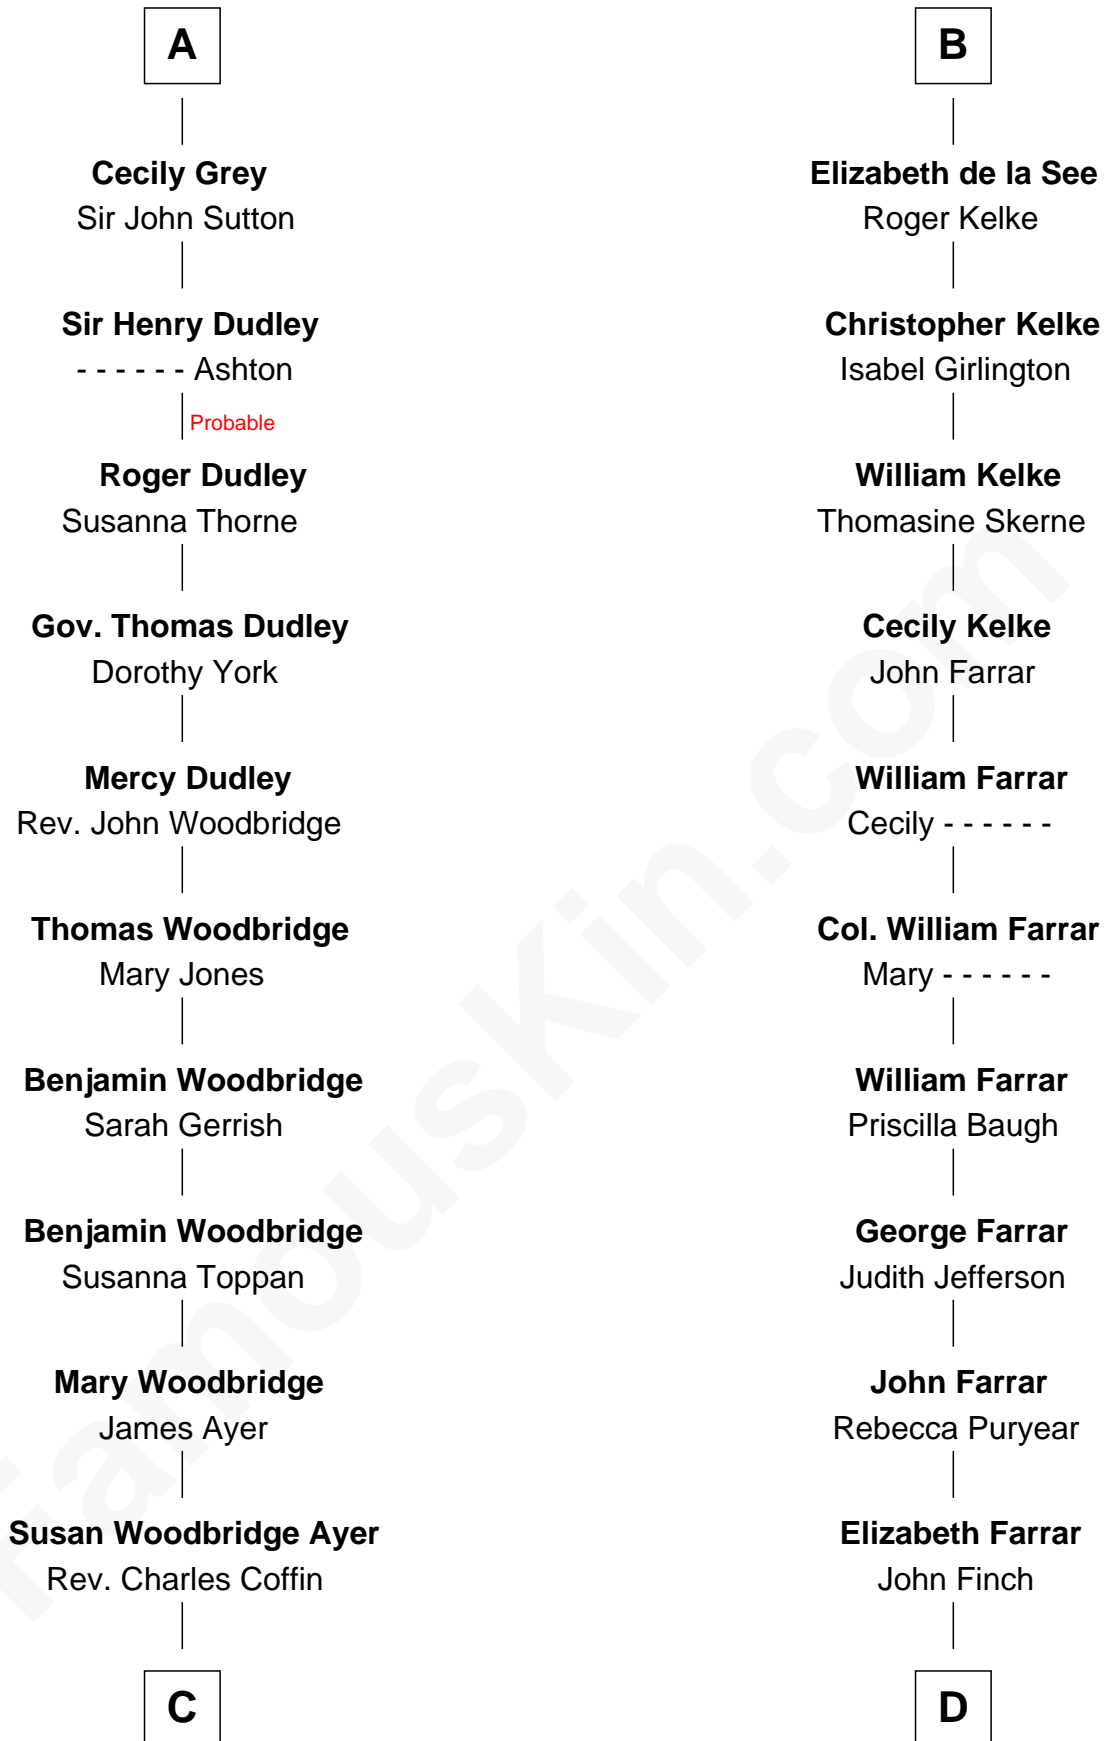 A
Cecily Grey
Sir John Sutton
Sir Henry Dudley
- - - - - - Ashton
Probable
Roger Dudley
Susanna Thorne
Gov. Thomas Dudley
Dorothy York
Mercy Dudley
Rev. John Woodbridge
Thomas Woodbridge
Mary Jones
Benjamin Woodbridge
Sarah Gerrish
Benjamin Woodbridge
Susanna Toppan
Mary Woodbridge
James Ayer
Susan Woodbridge Ayer
Rev. Charles Coffin
C
B
Elizabeth de la See
Roger Kelke
Christopher Kelke
Isabel Girlington
William Kelke
Thomasine Skerne
Cecily Kelke
John Farrar
William Farrar
Cecily - - - - - -
Col. William Farrar
Mary - - - - - -
William Farrar
Priscilla Baugh
George Farrar
Judith Jefferson
John Farrar
Rebecca Puryear
Elizabeth Farrar
John Finch
D
FamousKin.com